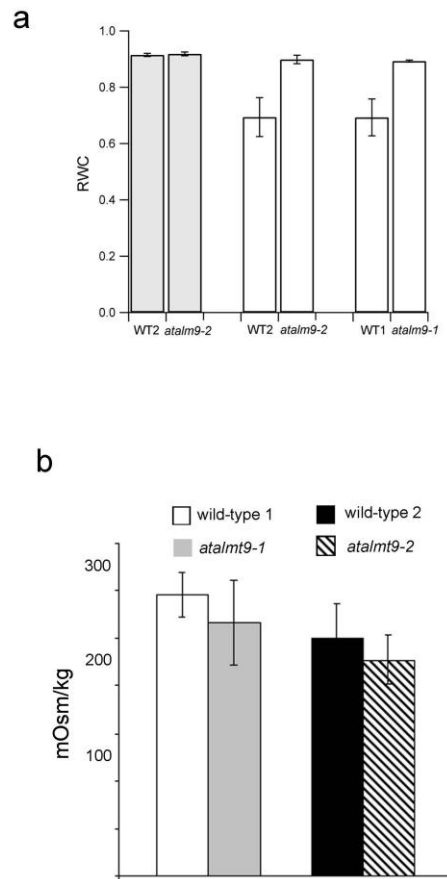 a
1.0
0.8
0.6
0.4
0.2
0.0
RWC
WT2 atalm9-2 WT2 atalm9-2 WT1 atalm9-1
b
wild-type 1 wild-type 2
atalmt9-1 atalmt9-2
300
200
100
mOsm/kg